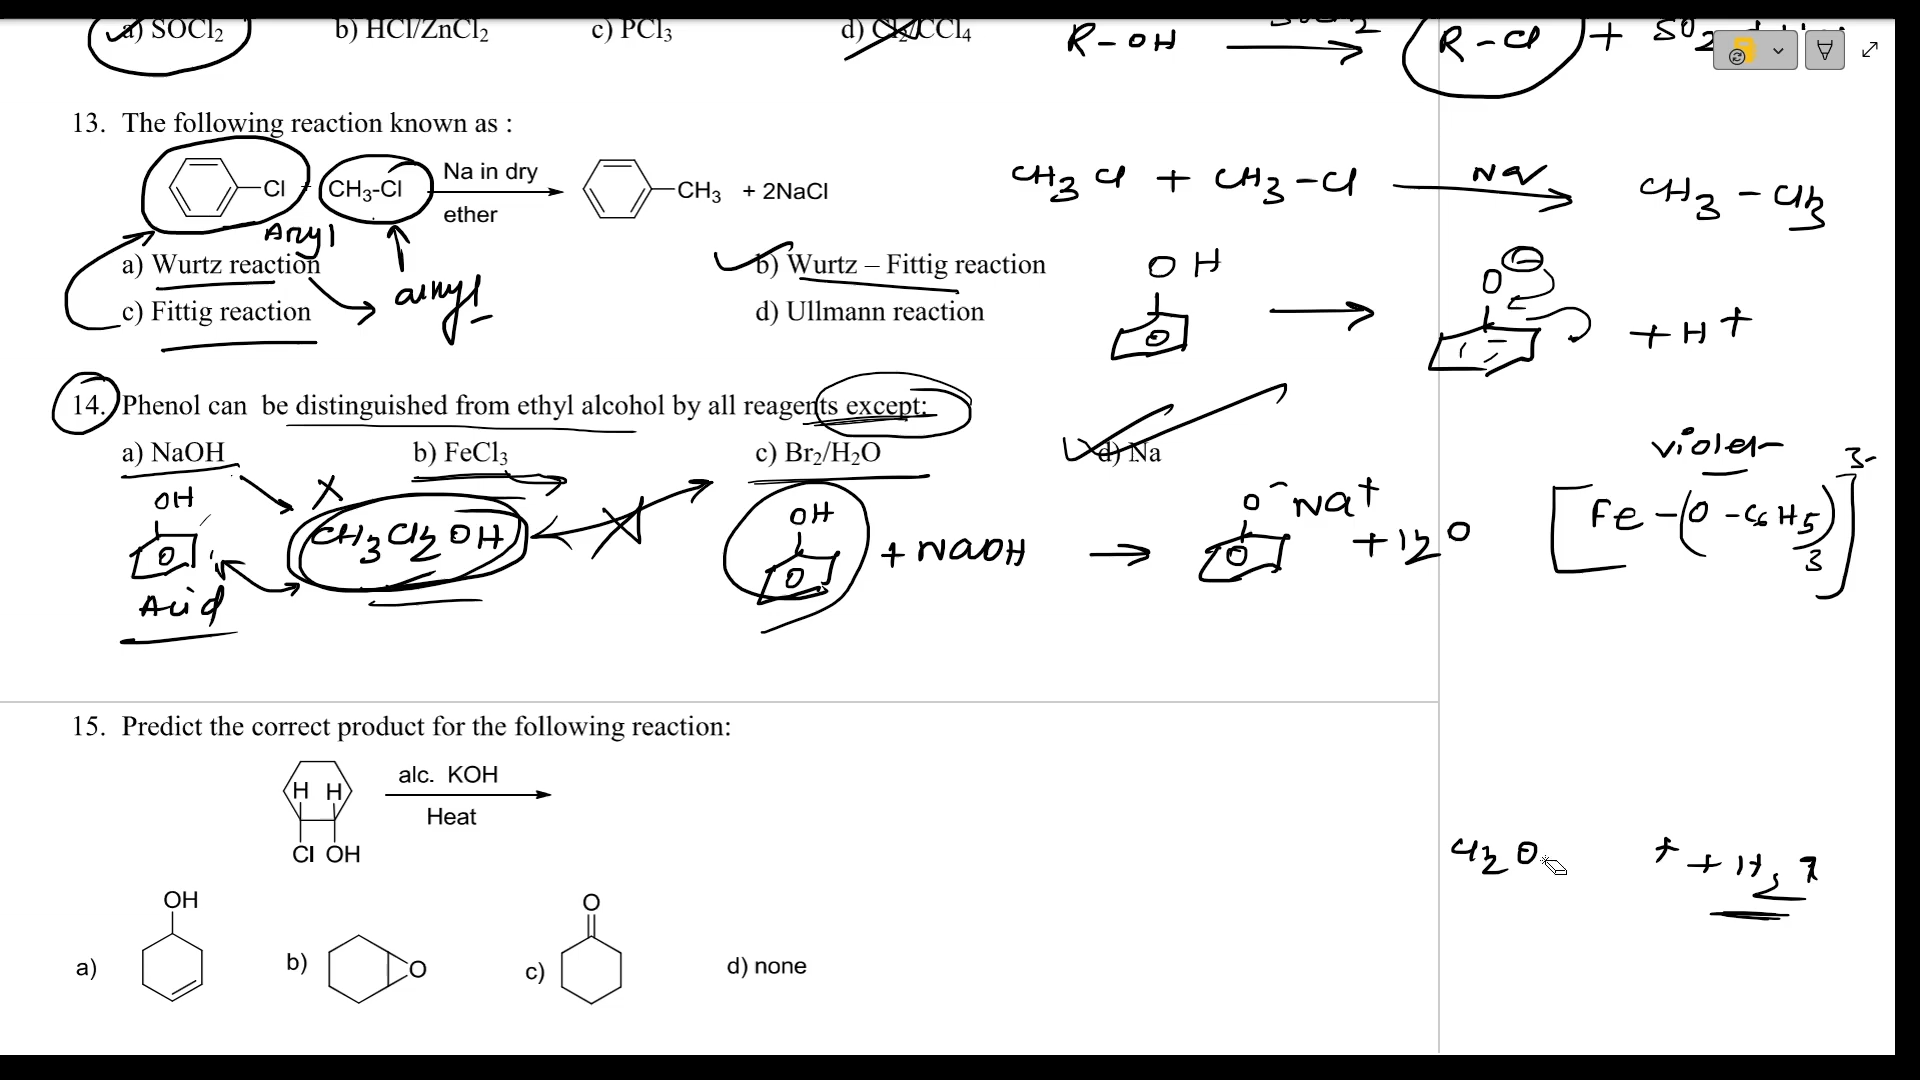 a) SOCl2 b) HCl/ZnCl2 c) PCl3 d) Cl2/CCl4 R-OH R-Cl + SO2
13. The following reaction known as :
Cl + CH3-Cl Na in dry ether CH3 + 2NaCl
CH3Cl + CH3-Cl Na CH3-CH3
Aryl
a) Wurtz reaction b) Wurtz – Fittig reaction
c) Fittig reaction d) Ullmann reaction
OH O⊖ + H+
14. Phenol can be distinguished from ethyl alcohol by all reagents except:
a) NaOH b) FeCl3 c) Br2/H2O d) Na
violet
OH CH3CH2OH OH + NaOH O-Na+ + H2O [Fe-(O-C6H5)3]3-
Acid
15. Predict the correct product for the following reaction:
H H
Cl OH
alc. KOH
Heat
OH O
a) b) O c) d) none